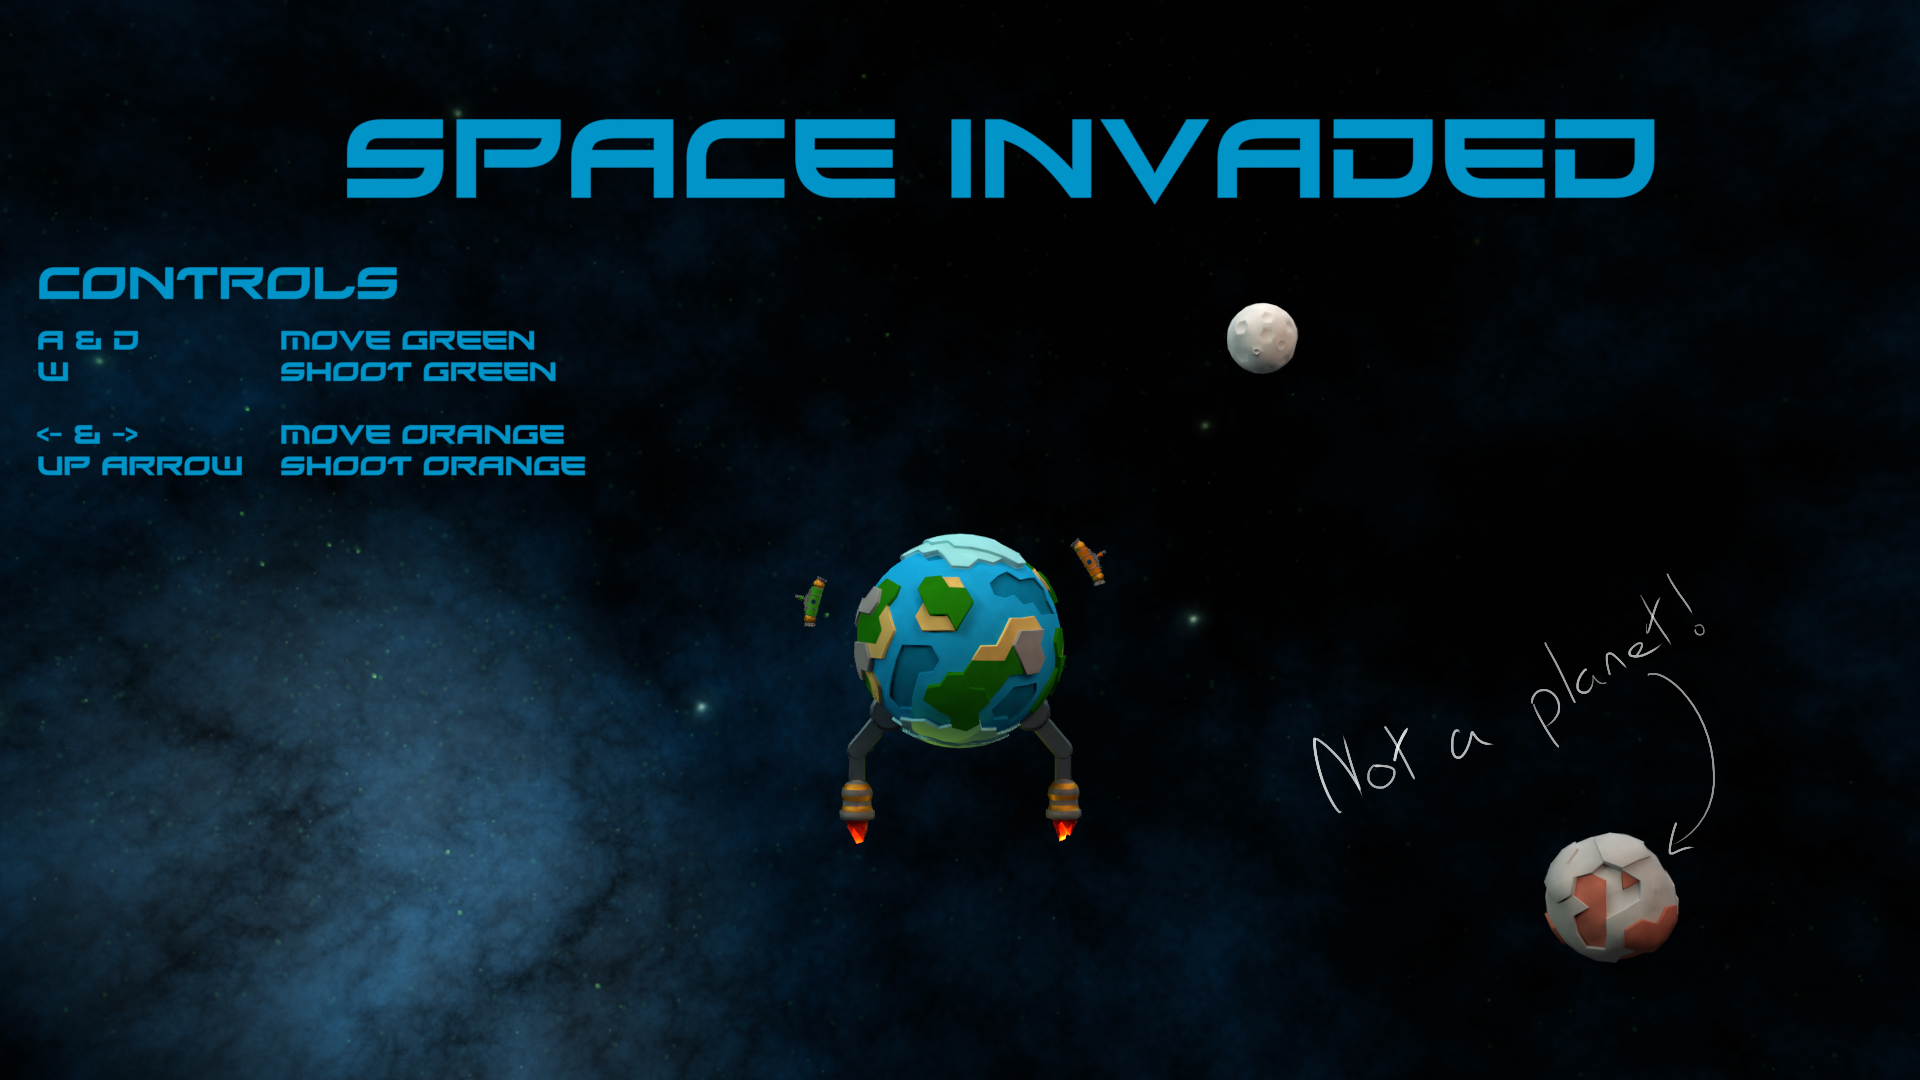 SPACE INVADED
CONTROLS
A & D MOVE GREEN
W SHOOT GREEN
<- & -> MOVE ORANGE
UP ARROW SHOOT ORANGE
Not a planet!